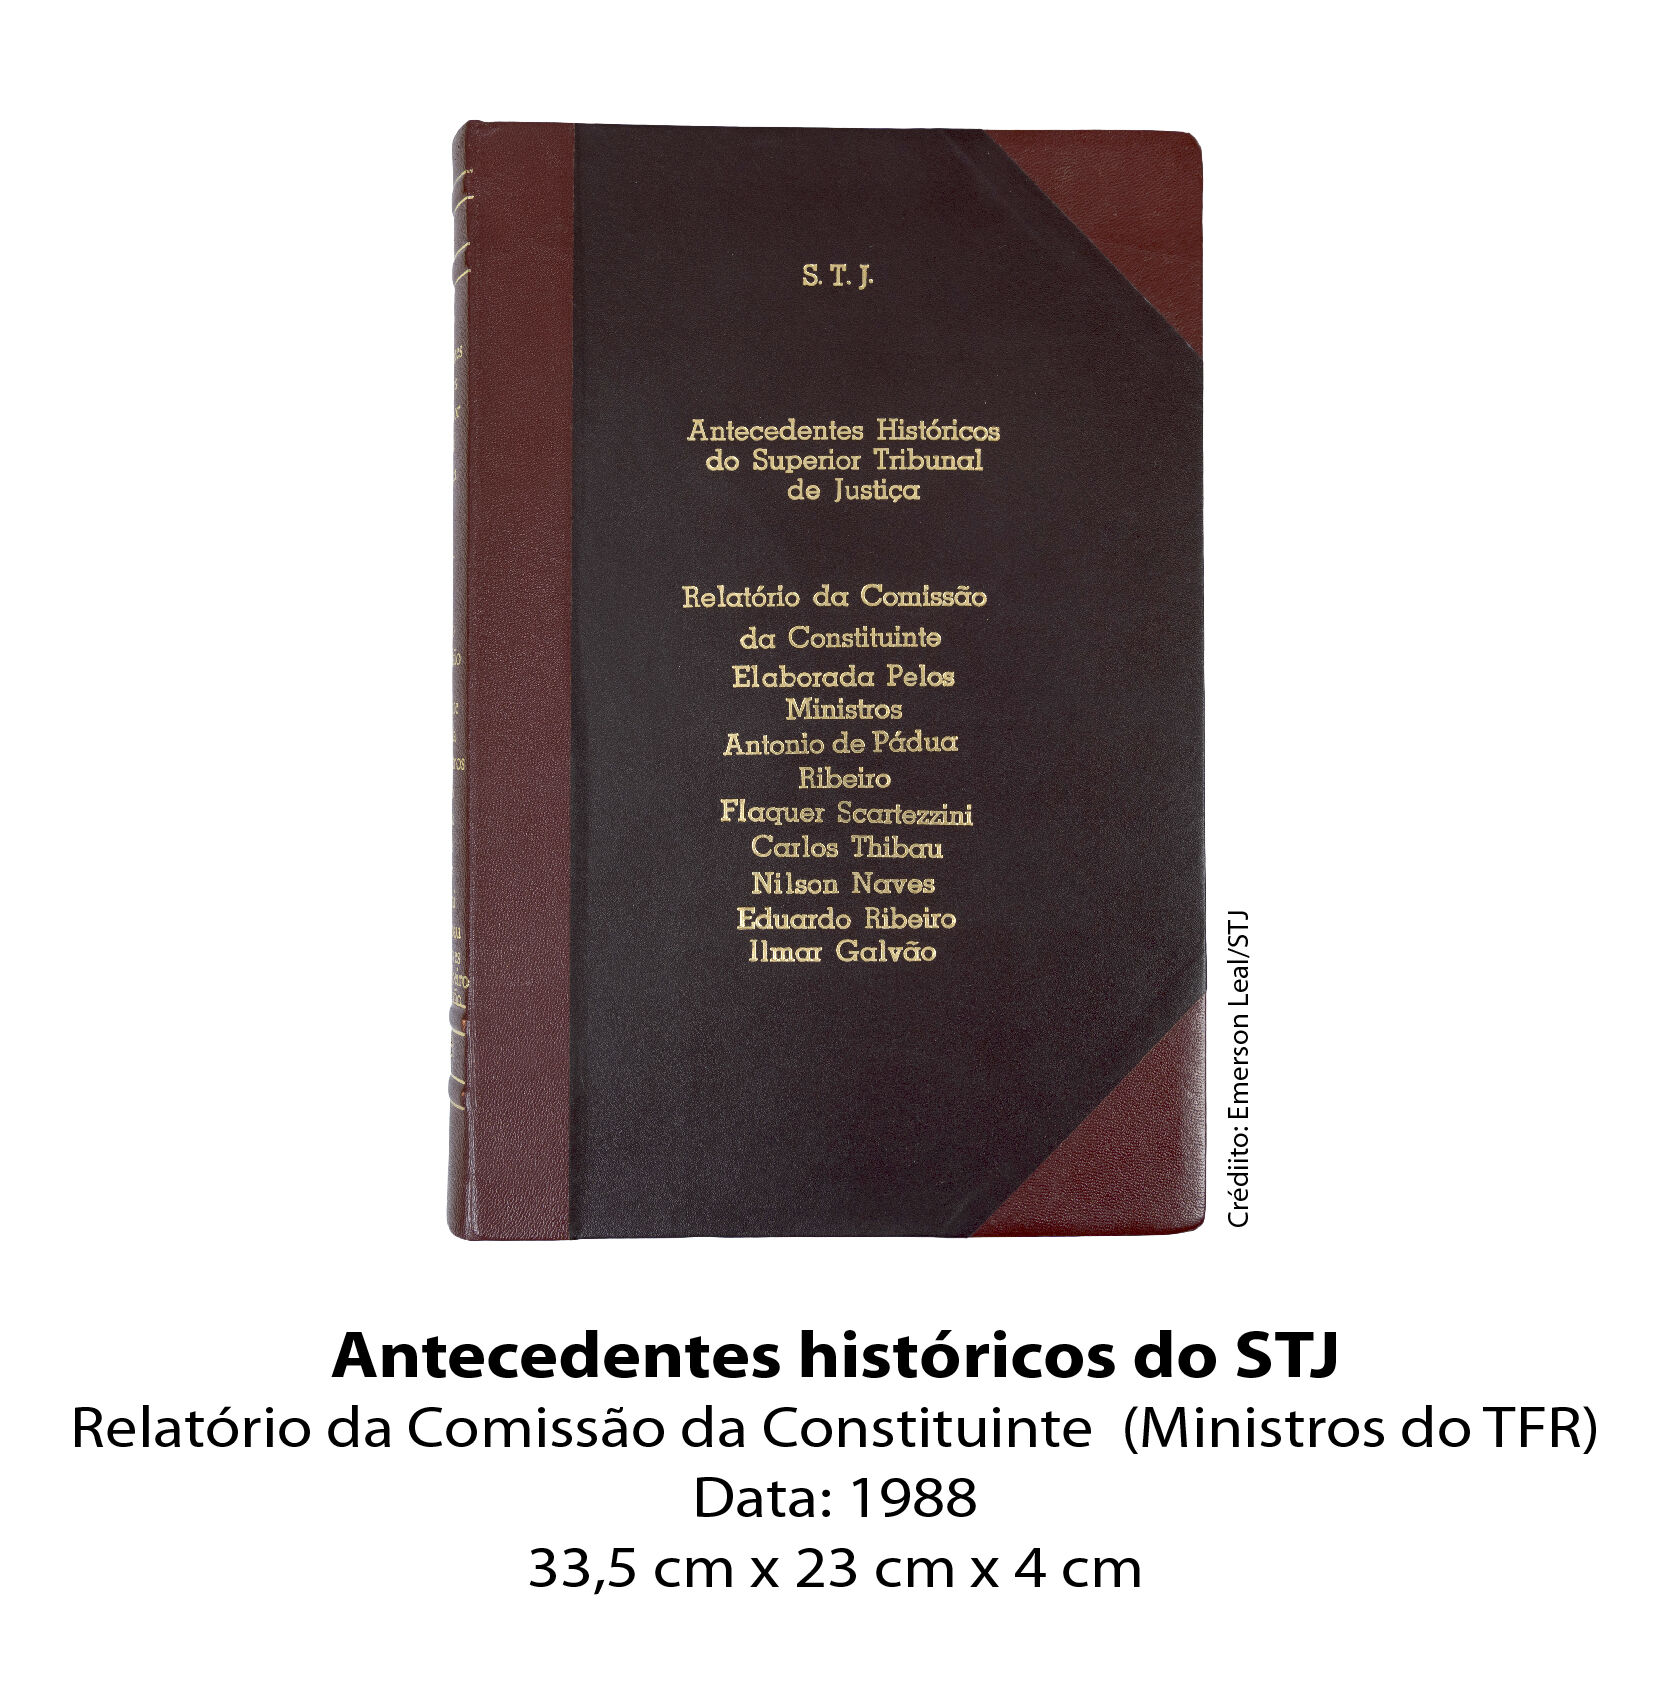 S. T. J.
Antecedentes Históricos
do Superior Tribunal
de Justiça
Relatório da Comissão
da Constituinte
Elaborada Pelos
Ministros
Antonio de Pádua
Ribeiro
Flaquer Scartezzini
Carlos Thibau
Nilson Naves
Eduardo Ribeiro
Ilmar Galvão
Crédiito: Emerson Leal/STJ
Antecedentes históricos do STJ
Relatório da Comissão da Constituinte (Ministros do TFR)
Data: 1988
33,5 cm x 23 cm x 4 cm